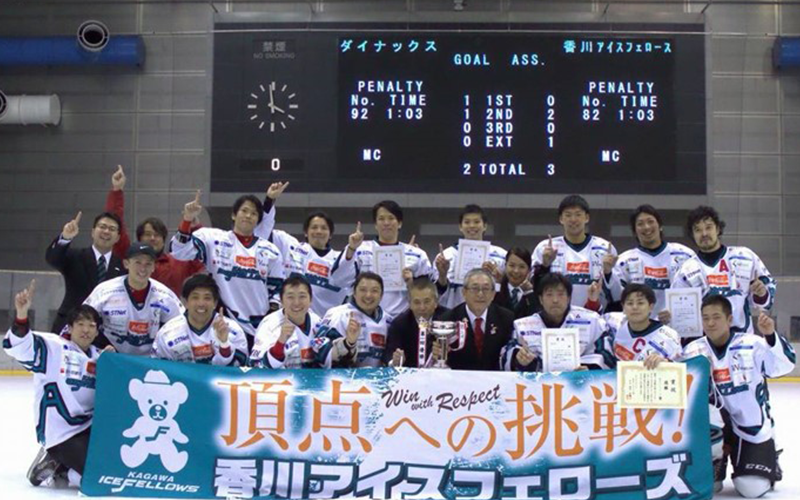 禁煙
NO SMOKING
ダイナックス
香川アイスフェロース
GOAL ASS.
PENALTY
No. TIME
92 1:03
MC
1 1ST 0
1 2ND 2
0 3RD 0
0 EXT 1
2 TOTAL 3
PENALTY
No. TIME
82 1:03
MC
0
A
A
C
C
Win with Respect
頂点への挑戦!
KAGAWA
ICEFELLOWS
香川アイスフェローズ
CCM